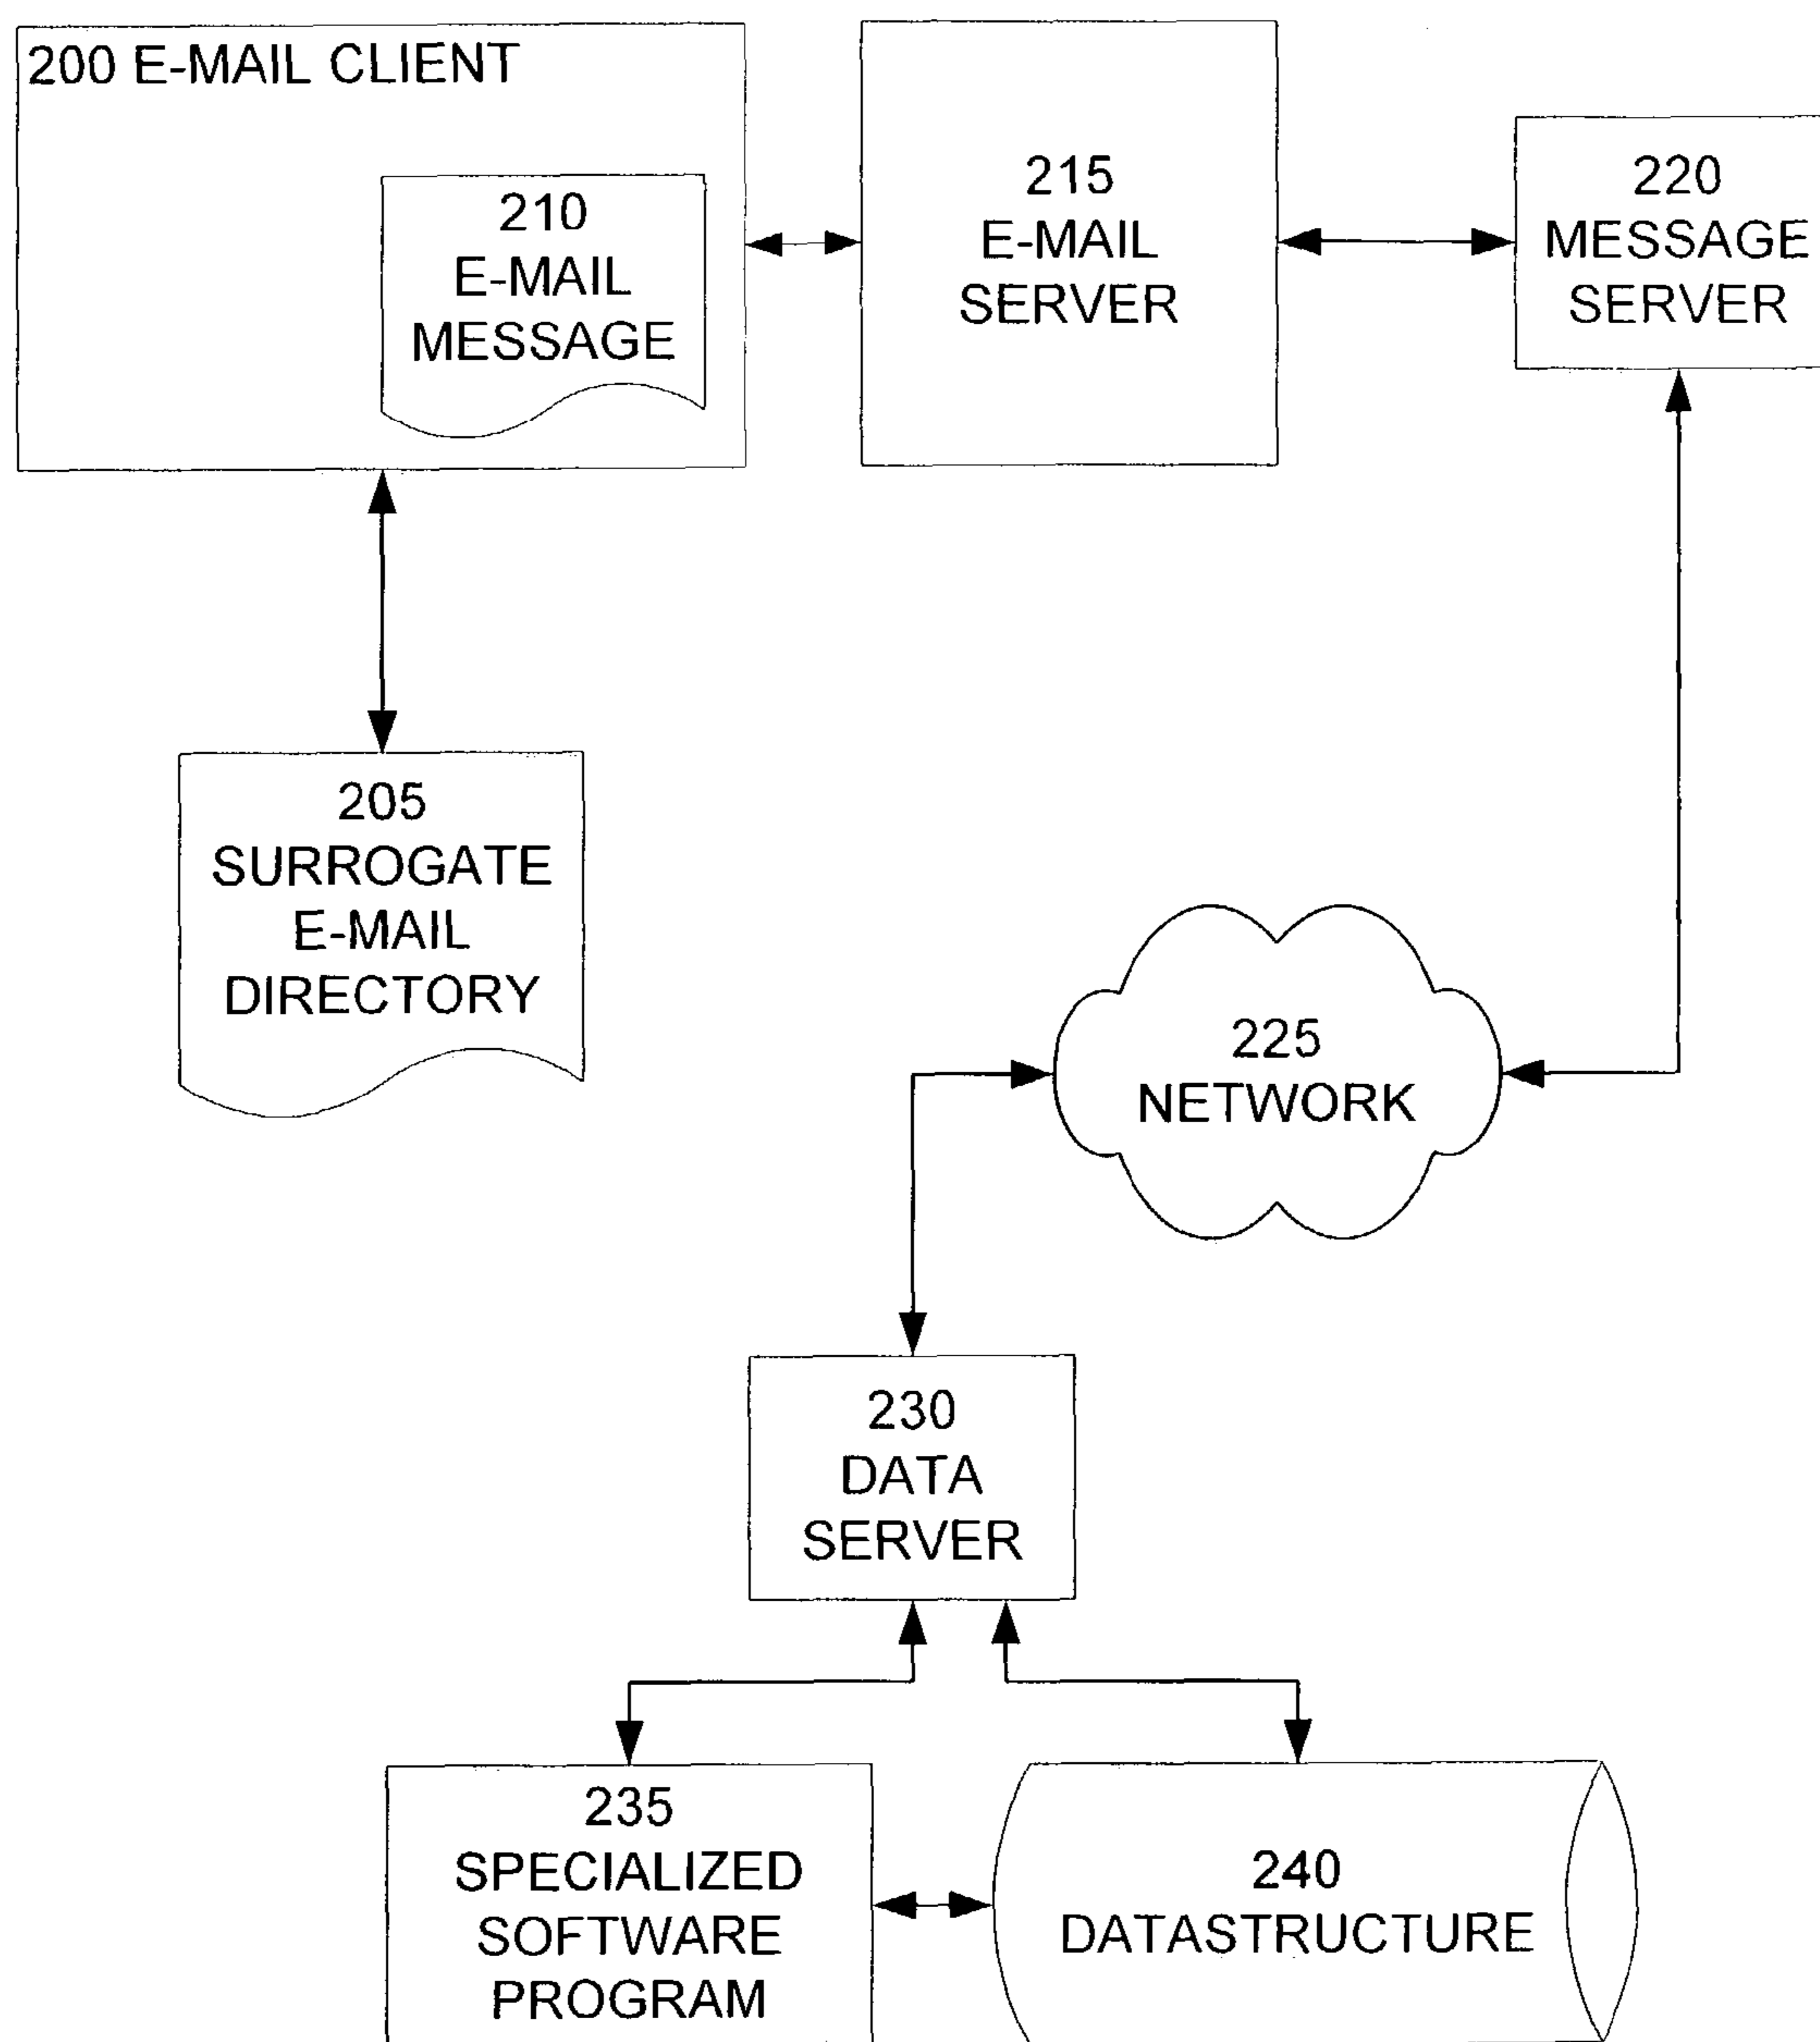 200 E-MAIL CLIENT
210
E-MAIL
MESSAGE
215
E-MAIL
SERVER
220
MESSAGE
SERVER
205
SURROGATE
E-MAIL
DIRECTORY
225
NETWORK
230
DATA
SERVER
235
SPECIALIZED
SOFTWARE
PROGRAM
240
DATASTRUCTURE